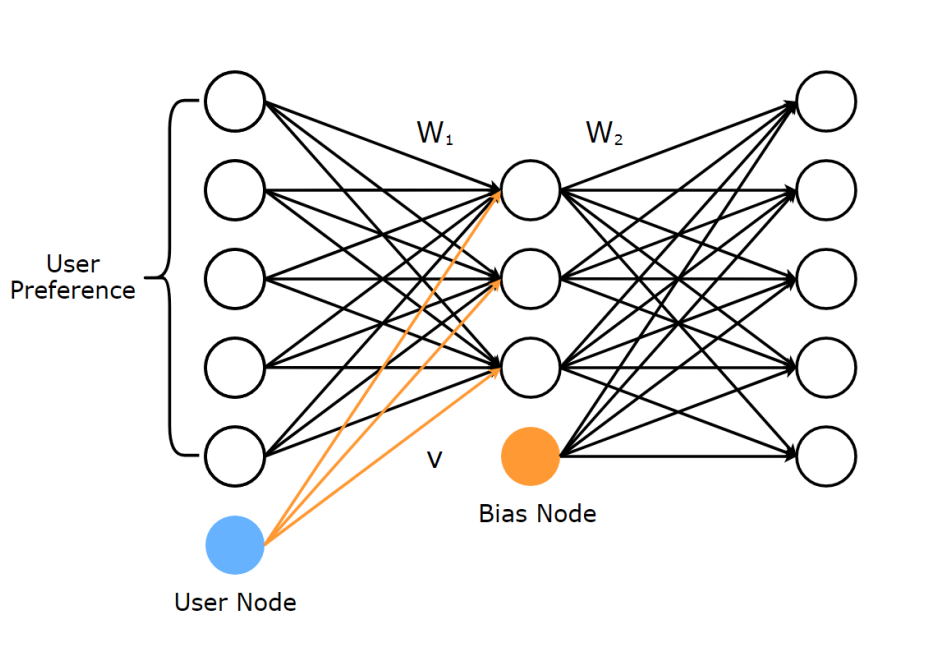 W₁
W₂
User
Preference
v
Bias Node
User Node